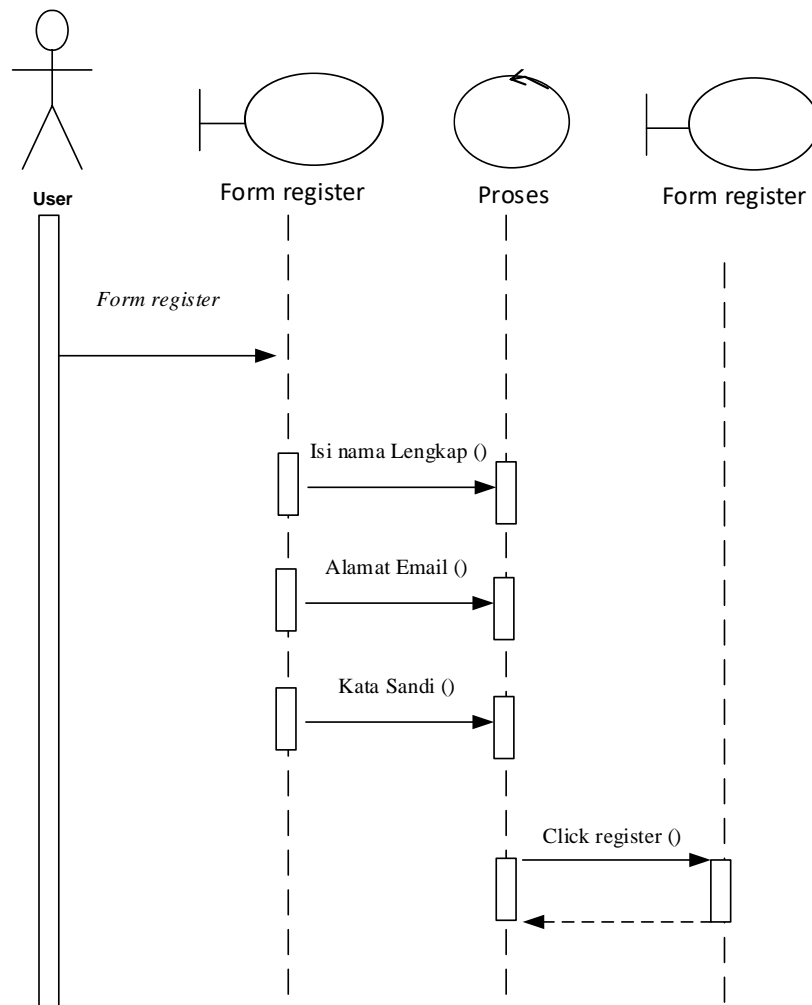 User
Form register
Proses
Form register
Form register
Isi nama Lengkap ()
Alamat Email ()
Kata Sandi ()
Click register ()